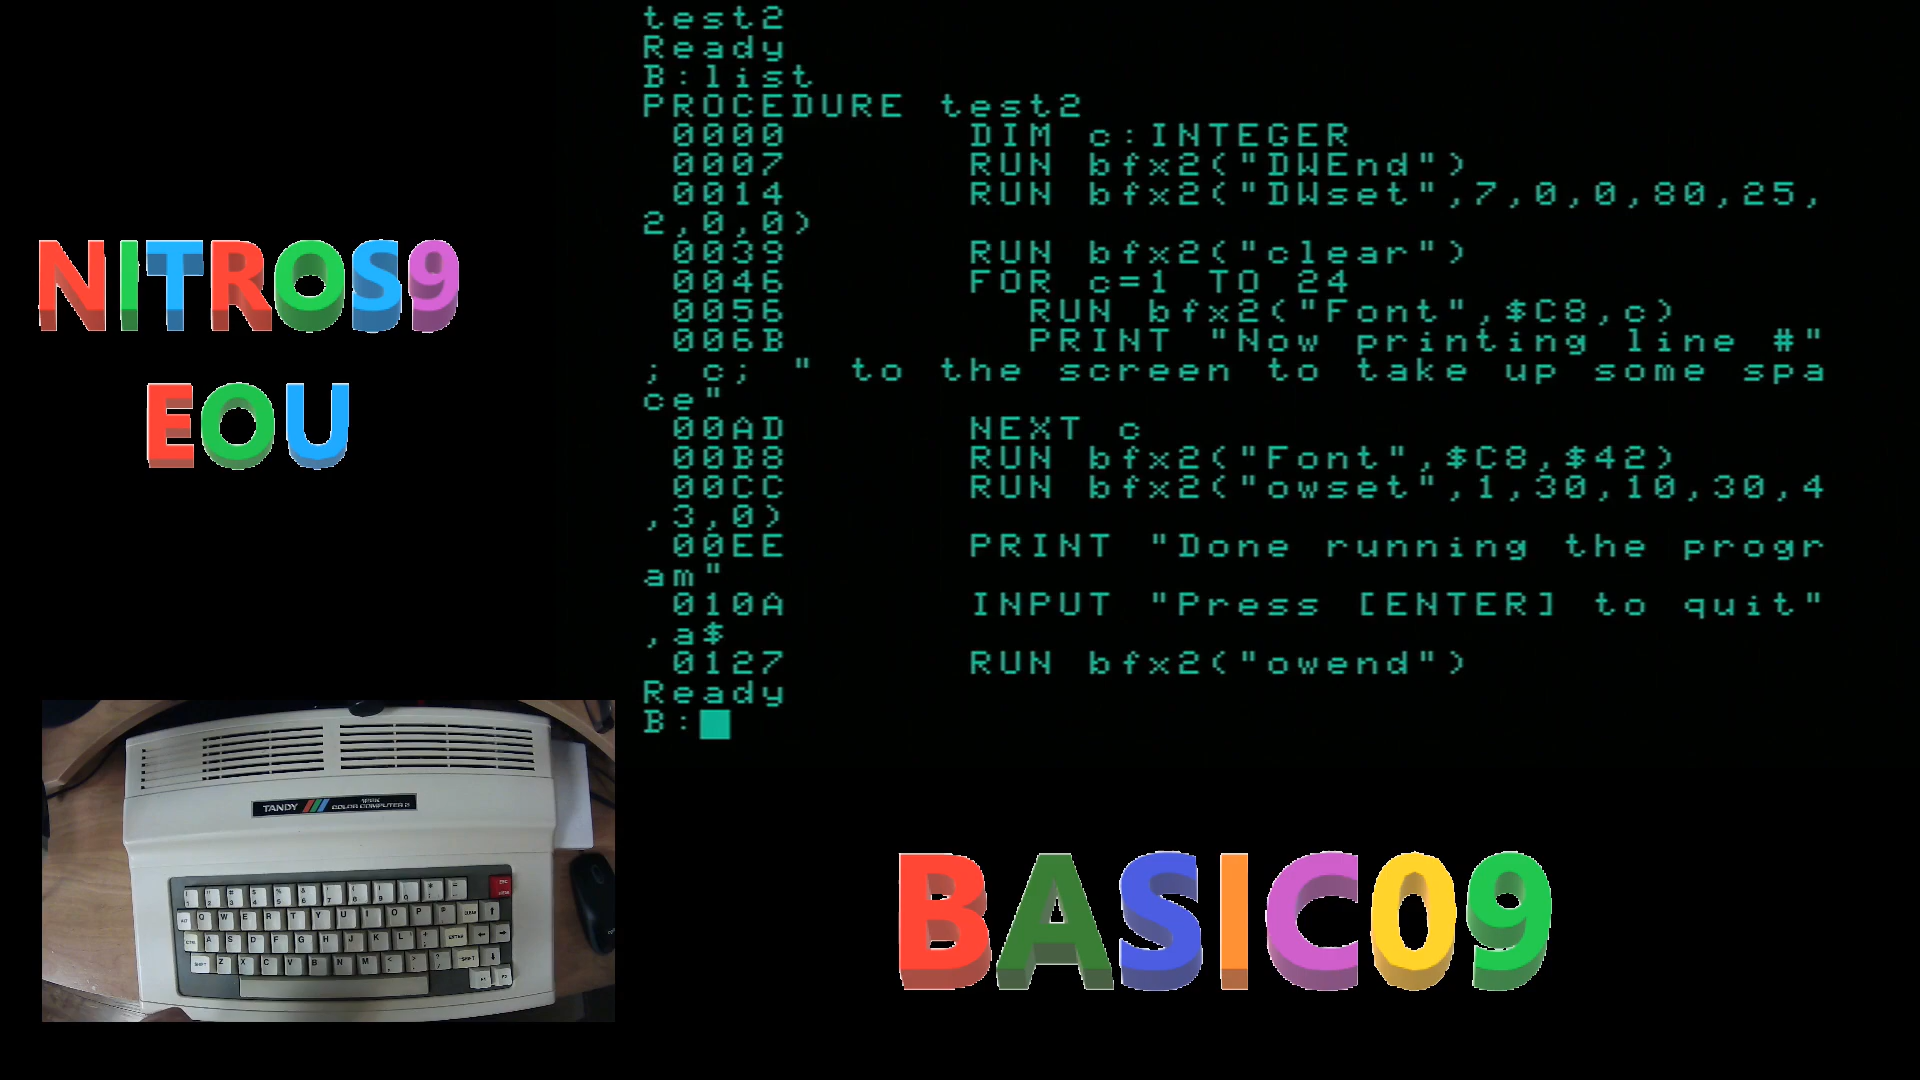 test2
Ready
B:list
PROCEDURE test2
0000 DIM c:INTEGER
0007 RUN bfx2("DWEnd")
0014 RUN bfx2("DWset",7,0,0,80,25,
2,0,0)
0039 RUN bfx2("clear")
0046 FOR c=1 TO 24
0056 RUN bfx2("Font",$C8,c)
006B PRINT "Now printing line #"
; c; " to the screen to take up some spa
ce"
00AD NEXT c
00B8 RUN bfx2("Font",$C8,$42)
00CC RUN bfx2("owset",1,30,10,30,4
,3,0)
00EE PRINT "Done running the progr
am"
010A INPUT "Press [ENTER] to quit"
,a$
0127 RUN bfx2("owend")
Ready
B:
NITROS9
EOU
TANDY
COLOR COMPUTER 3
Q W E R T Y U I O P
A S D F G H J K L
ENTER
Z X C V B N M
BASIC09